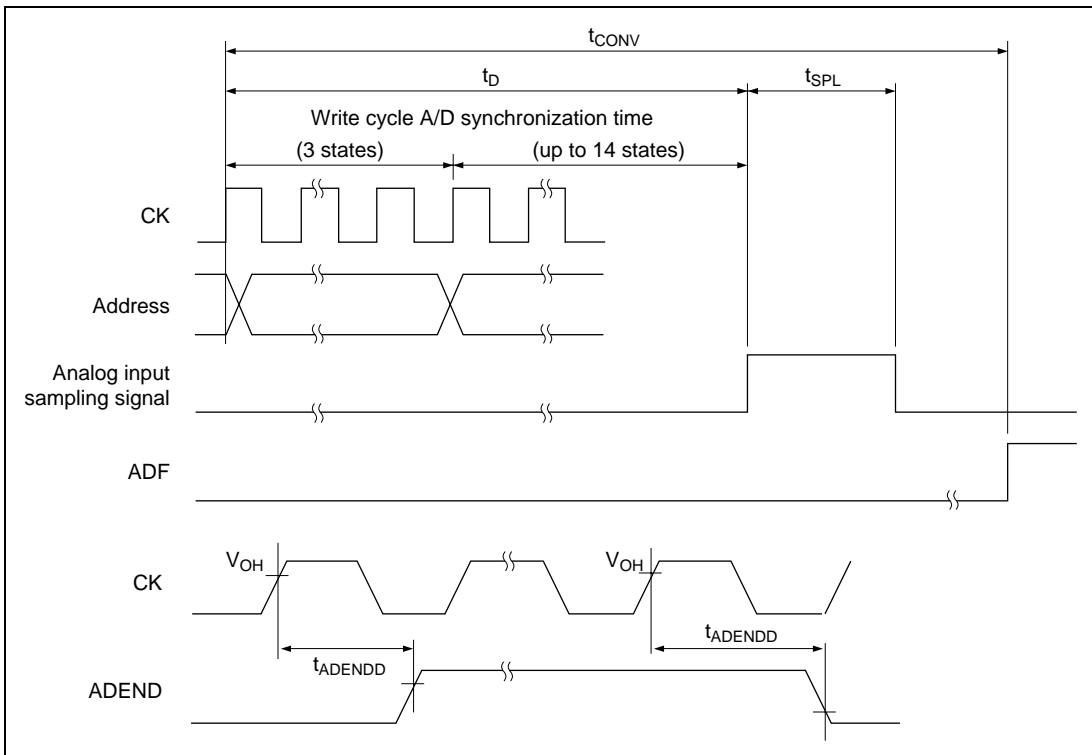 tCONV
tD tSPL
Write cycle A/D synchronization time
(3 states) (up to 14 states)
CK
Address
Analog input
sampling signal
ADF
VOH VOH
CK
tADENDD tADENDD
ADEND